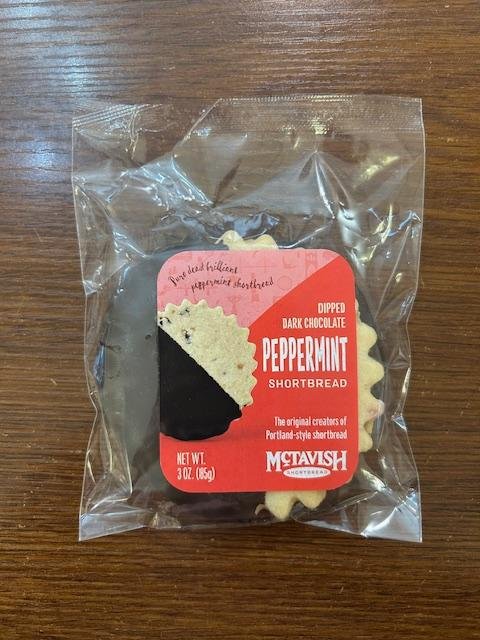 Pure dead brilliant
peppermint shortbread
DIPPED
DARK CHOCOLATE
PEPPERMINT
SHORTBREAD
The original creators of
Portland-style shortbread
NET WT.
3 OZ. (85g)
McTAVISH
SHORTBREAD